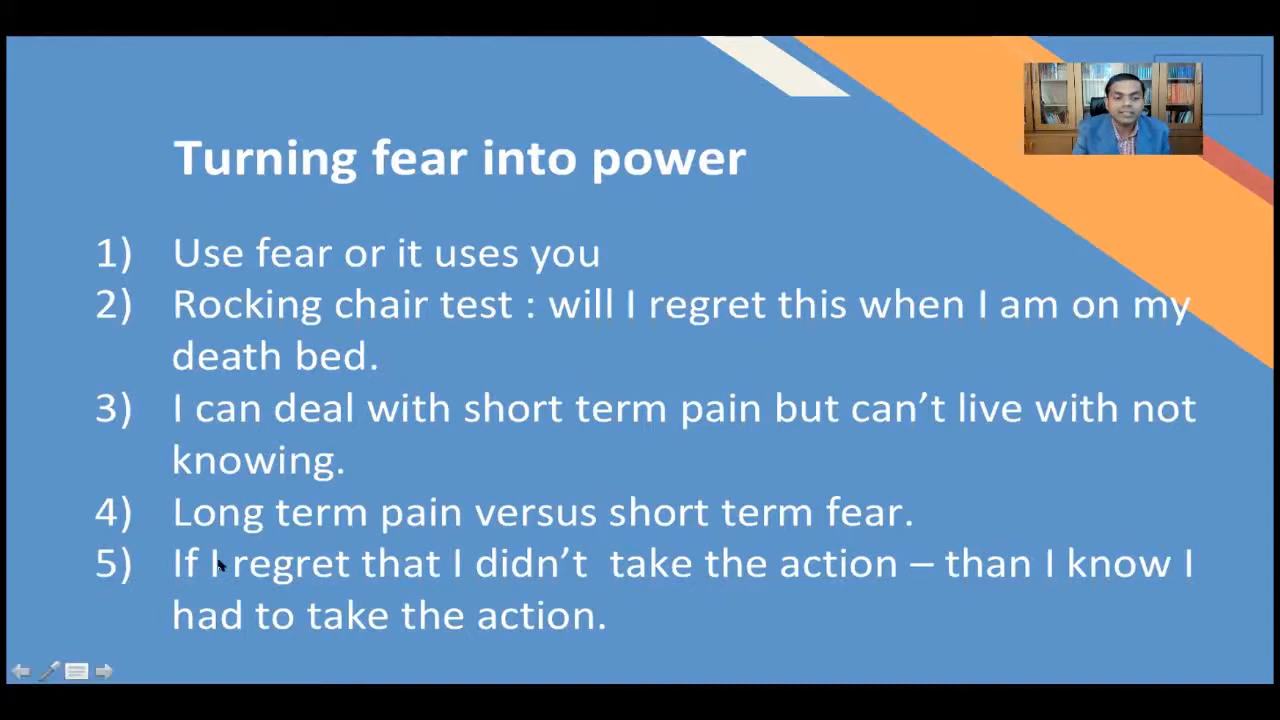 Turning fear into power
1) Use fear or it uses you
2) Rocking chair test : will I regret this when I am on my
death bed.
3) I can deal with short term pain but can’t live with not
knowing.
4) Long term pain versus short term fear.
5) If I regret that I didn’t  take the action – than I know I
had to take the action.